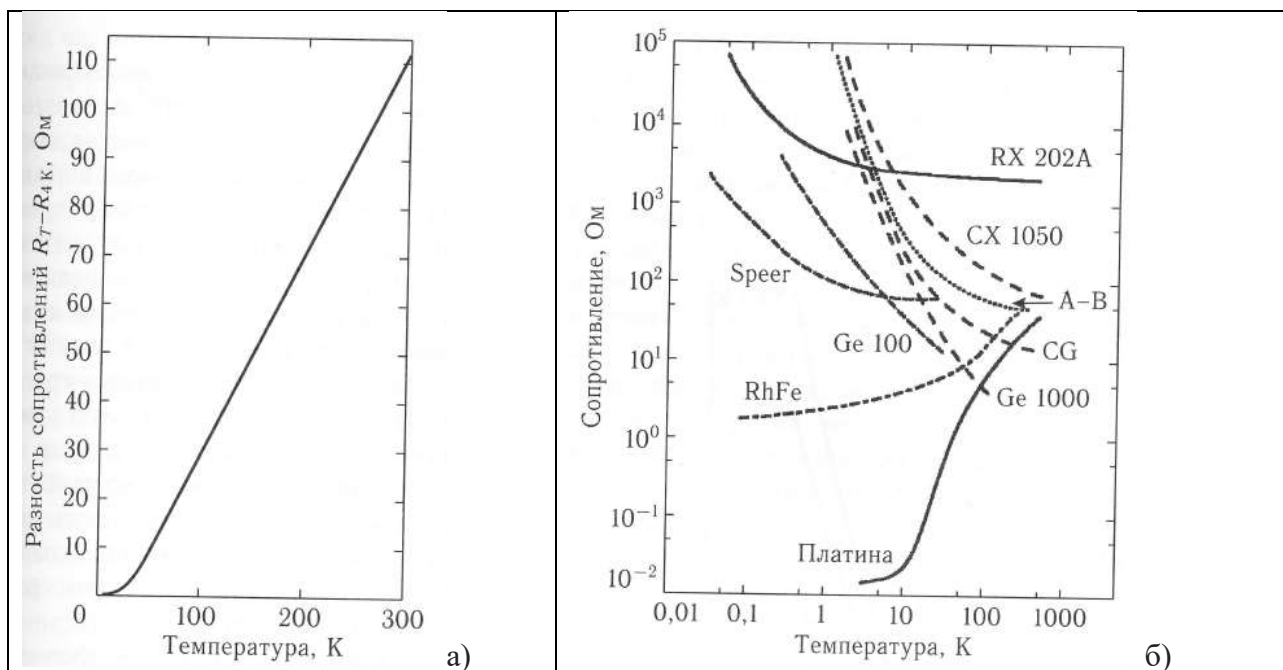 Разность сопротивлений R_T–R_4К, Ом
110
100
90
80
70
60
50
40
30
20
10
0
100
200
300
Температура, К
а)
Сопротивление, Ом
10^5
10^4
10^3
10^2
10^1
10^0
10^−1
10^−2
RX 202A
CX 1050
Speer
A–B
Ge 100
CG
RhFe
Ge 1000
Платина
0,01
0,1
1
10
100
1000
Температура, К
б)